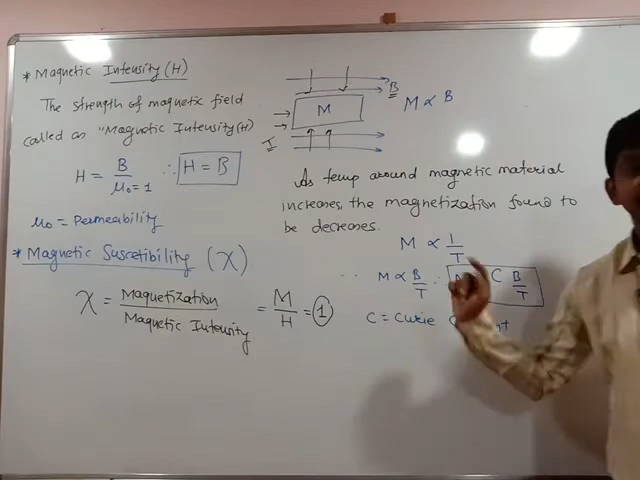 * Magnetic Intensity (H)
The strength of magnetic field
called as "Magnetic Intensity(H)
H = B / μ₀=1 ∴ H = B
μ₀ = Permeability
* Magnetic Suscetibility (χ)
χ = Magnetization / Magnetic Intensity = M / H = ①
B
M
I
M ∝ B
As temp around magnetic material
increases, the magnetization found to
be decreases.
M ∝ 1 / T
M ∝ B / T ∴ C B / T
C = Curie